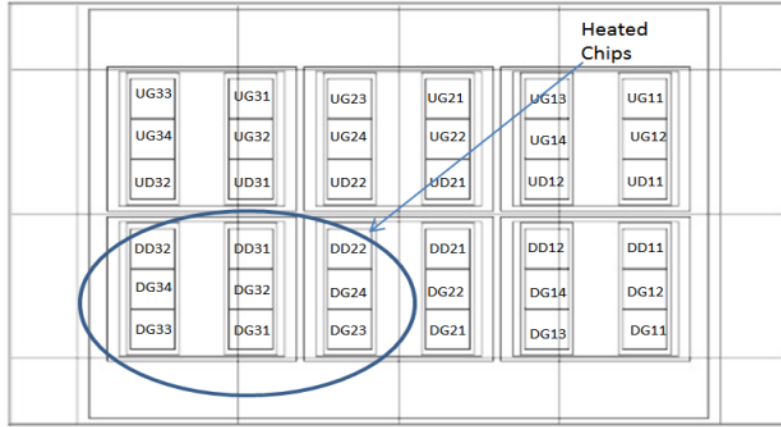 Heated
Chips
UG33 UG31 UG23 UG21 UG13 UG11
UG34 UG32 UG24 UG22 UG14 UG12
UD32 UD31 UD22 UD21 UD12 UD11
DD32 DD31 DD22 DD21 DD12 DD11
DG34 DG32 DG24 DG22 DG14 DG12
DG33 DG31 DG23 DG21 DG13 DG11